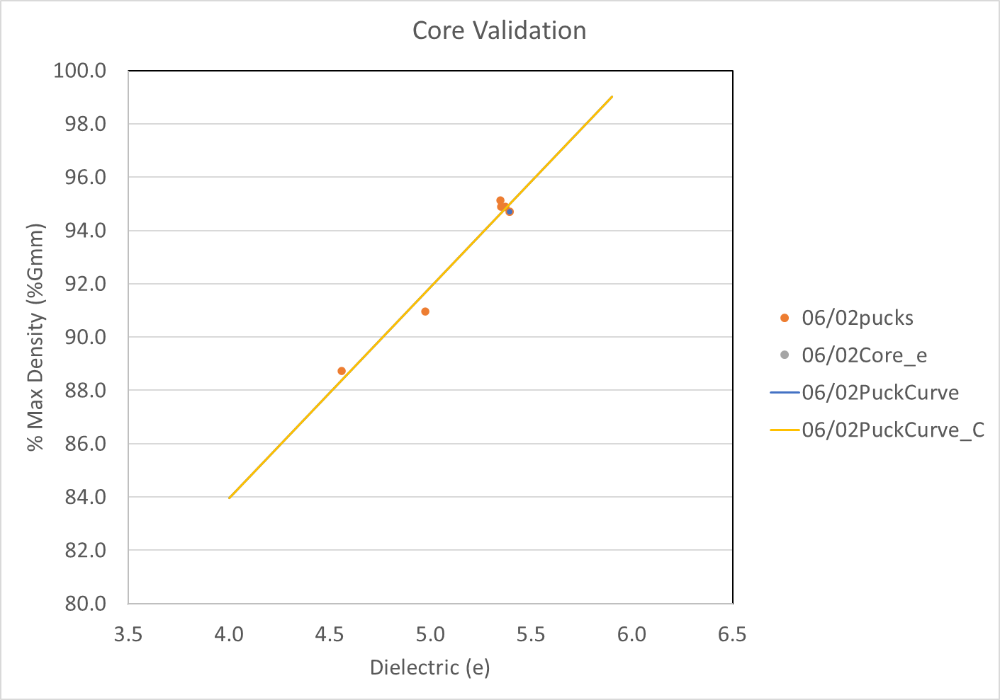 Core Validation
100.0
98.0
96.0
94.0
92.0
90.0
88.0
86.0
84.0
82.0
80.0
% Max Density (%Gmm)
3.5 4.0 4.5 5.0 5.5 6.0 6.5
Dielectric (e)
06/02pucks
06/02Core_e
06/02PuckCurve
06/02PuckCurve_C